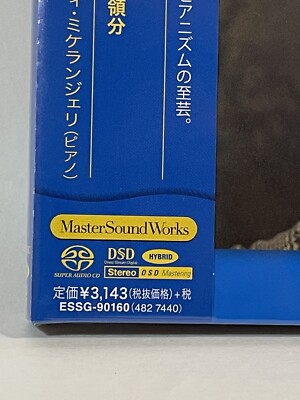 ピアニズムの至芸。
領分
ィ・ミケランジェリ(ピアノ)
MasterSoundWorks
SUPER AUDIO CD
DSD
Direct Stream Digital
HYBRID
Stereo
DSD Mastering
定価¥3,143(税抜価格)+税
ESSG-90160(482 7440)